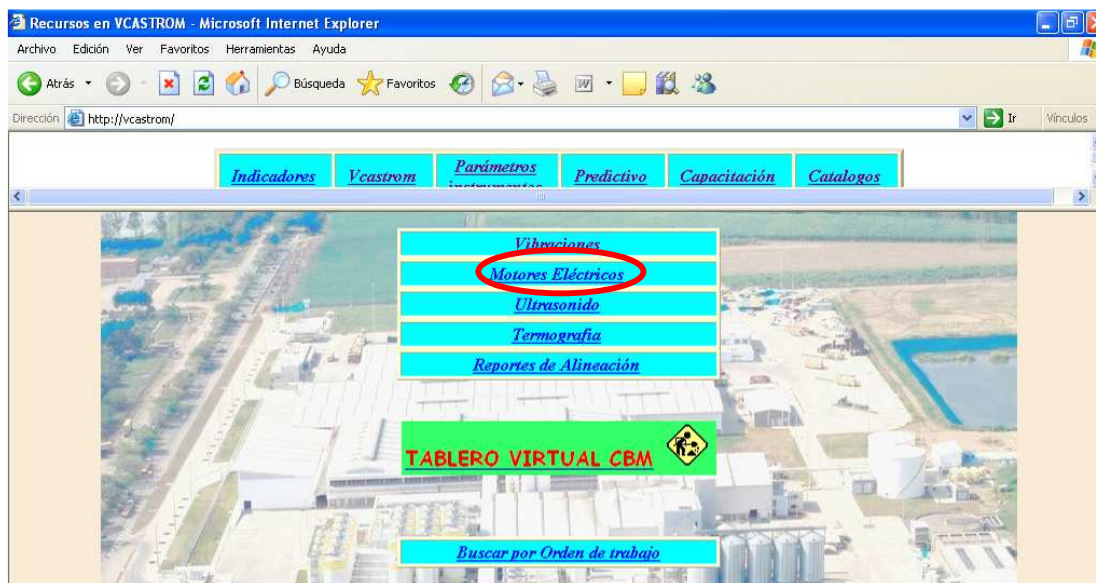 Recursos en VCASTROM - Microsoft Internet Explorer
Archivo Edición Ver Favoritos Herramientas Ayuda
Atrás Búsqueda Favoritos
Dirección http://vcastrom/ Ir Vínculos
Indicadores Vcastrom Parámetros instrumentos Predictivo Capacitación Catalogos
Vibraciones
Motores Eléctricos
Ultrasonido
Termografia
Reportes de Alineación
TABLERO VIRTUAL CBM
Buscar por Orden de trabajo